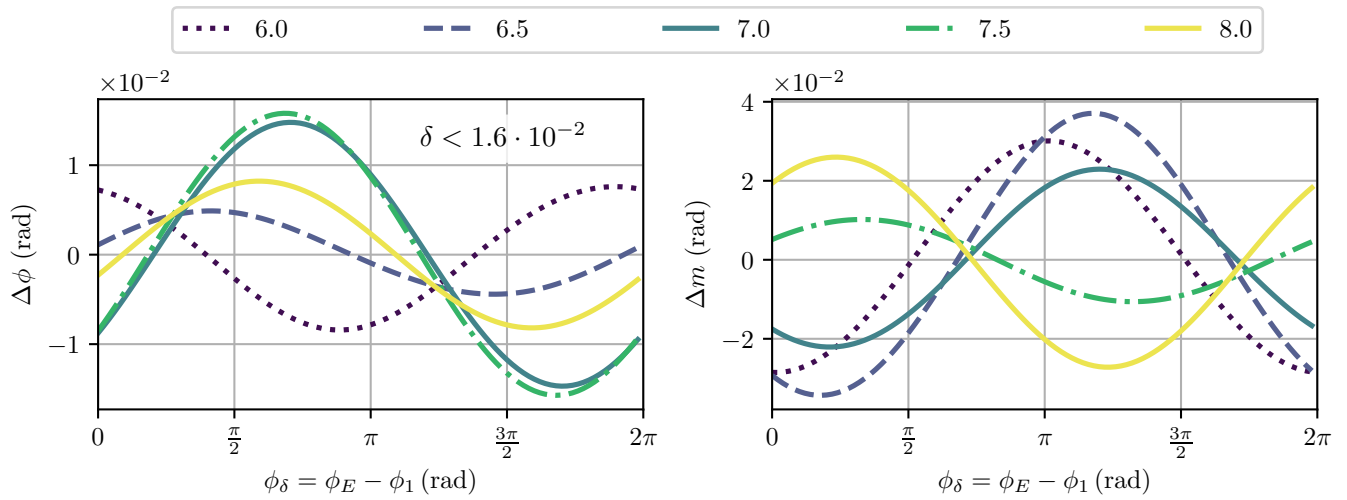 6.0 6.5 7.0 7.5 8.0
×10⁻² ×10⁻²
δ < 1.6 · 10⁻²
1
0
−1
Δϕ (rad)
0 π/2 π 3π/2 2π
ϕ_δ = ϕ_E − ϕ_1 (rad)
4
2
0
−2
Δm (rad)
0 π/2 π 3π/2 2π
ϕ_δ = ϕ_E − ϕ_1 (rad)